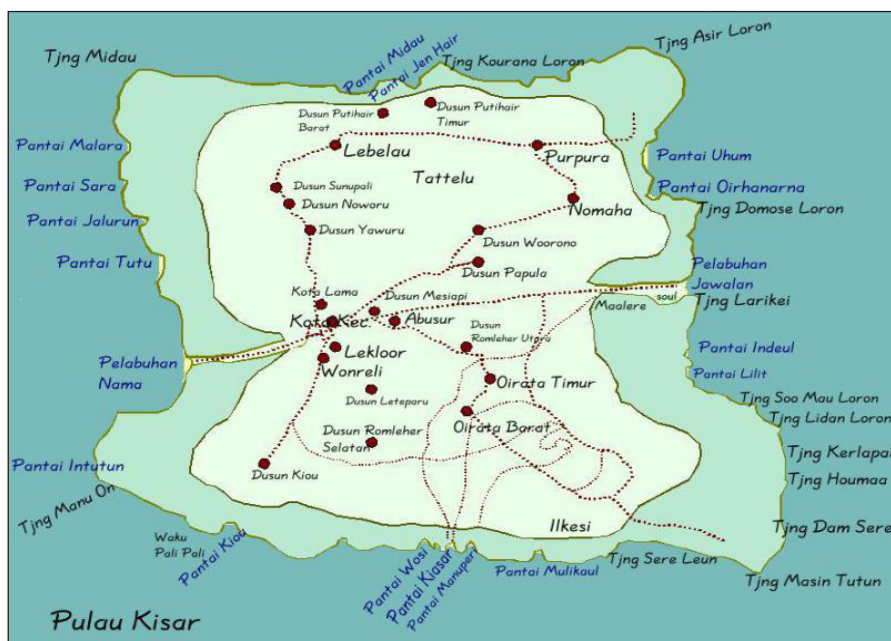 Tjng Midau
Pantai Midau
Pantai Jen Hair
Tjng Kourana Loron
Tjng Asir Loron
Dusun Putihair
Barat
Dusun Putihair
Timur
Pantai Malara
Lebelau
Purpura
Pantai Uhum
Tattelu
Pantai Sara
Dusun Sunupali
Pantai Oirhanarna
Dusun Noworu
Nomaha
Tjng Domose Loron
Pantai Jalurun
Dusun Yawuru
Dusun Woorono
Pantai Tutu
Dusun Papula
Pelabuhan
Jawalan
Kota Lama
Dusun Mesiapi
Maalere
soul
Tjng Larikei
Kota Kec.
Abusur
Dusun
Romleher Utara
Lekloor
Wonreli
Pelabuhan
Nama
Pantai Indeul
Oirata Timur
Pantai Lilit
Dusun Leteparu
Tjng Soo Mau Loron
Oirata Barat
Tjng Lidan Loron
Dusun Romleher
Selatan
Tjng Kerlapai
Pantai Intutun
Dusun Kiou
Tjng Houmaa
Tjng Manu On
Ilkesi
Tjng Dam Sere
Waku
Pali Pali
Pantai Kiou
Pantai Wosi
Pantai Kiasar
Pantai Manuperi
Pantai Mulikaul
Tjng Sere Leun
Tjng Masin Tutun
Pulau Kisar